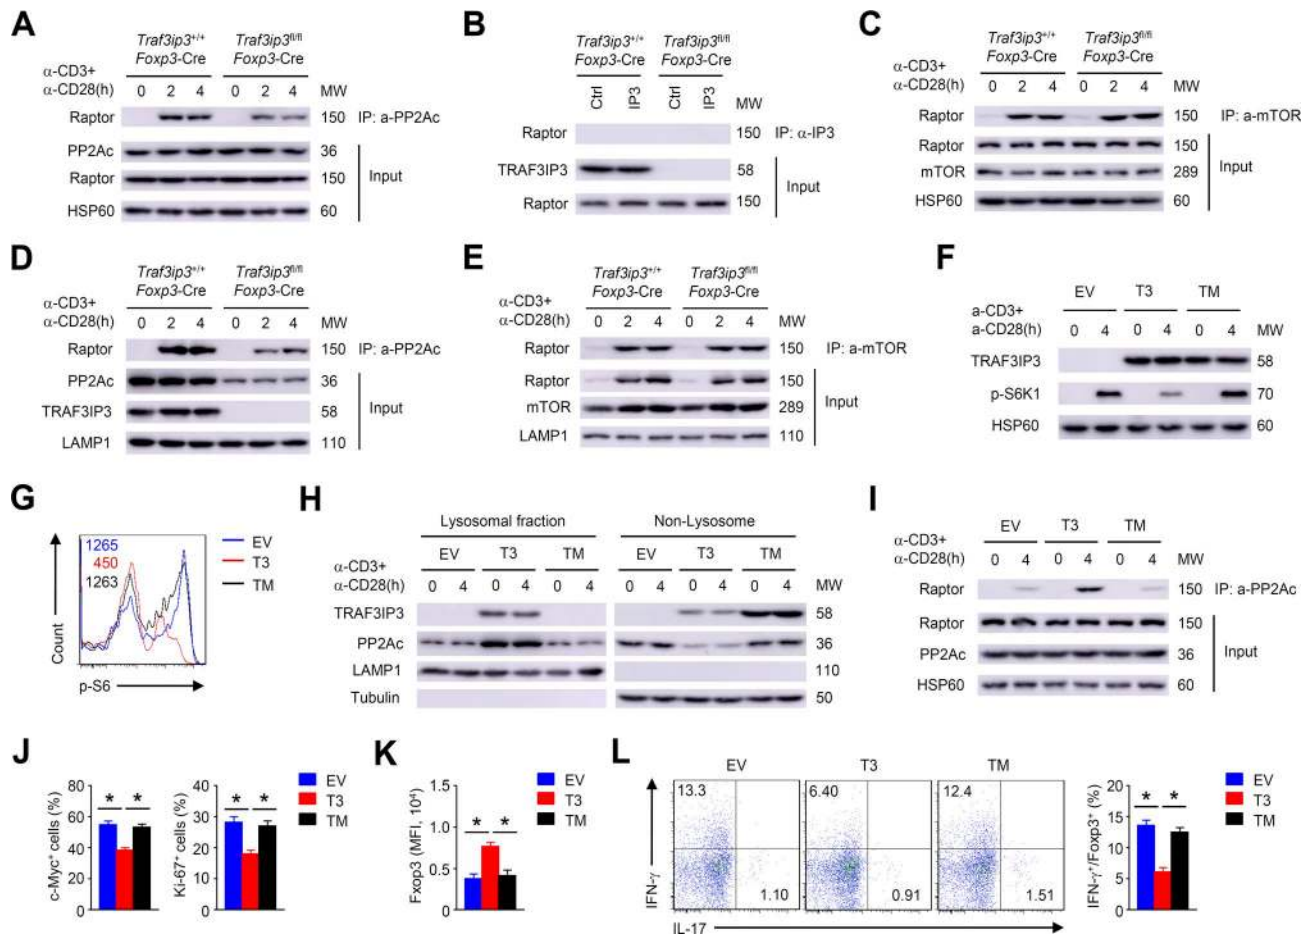 A
Traf3ip3+/+ Traf3ip3fl/fl
Foxp3-Cre Foxp3-Cre
α-CD3+
α-CD28(h) 0 2 4 0 2 4 MW
Raptor 150 IP: a-PP2Ac
PP2Ac 36
Raptor 150 Input
HSP60 60
B
Traf3ip3+/+ Traf3ip3fl/fl
Foxp3-Cre Foxp3-Cre
Ctrl IP3 Ctrl IP3 MW
Raptor 150 IP: α-IP3
TRAF3IP3 58
Input
Raptor 150
C
Traf3ip3+/+ Traf3ip3fl/fl
Foxp3-Cre Foxp3-Cre
α-CD3+
α-CD28(h) 0 2 4 0 2 4 MW
Raptor 150 IP: a-mTOR
Raptor 150
mTOR 289 Input
HSP60 60
D
Traf3ip3+/+ Traf3ip3fl/fl
Foxp3-Cre Foxp3-Cre
α-CD3+
α-CD28(h) 0 2 4 0 2 4 MW
Raptor 150 IP: a-PP2Ac
PP2Ac 36
TRAF3IP3 58 Input
LAMP1 110
E
Traf3ip3+/+ Traf3ip3fl/fl
Foxp3-Cre Foxp3-Cre
α-CD3+
α-CD28(h) 0 2 4 0 2 4 MW
Raptor 150 IP: a-mTOR
Raptor 150
mTOR 289 Input
LAMP1 110
F
EV T3 TM
a-CD3+
a-CD28(h) 0 4 0 4 0 4 MW
TRAF3IP3 58
p-S6K1 70
HSP60 60
G
1265
450
1263
Count
p-S6
EV
T3
TM
H
Lysosomal fraction Non-Lysosome
EV T3 TM EV T3 TM
α-CD3+
α-CD28(h) 0 4 0 4 0 4 0 4 0 4 0 4 MW
TRAF3IP3 58
PP2Ac 36
LAMP1 110
Tubulin 50
I
EV T3 TM
α-CD3+
α-CD28(h) 0 4 0 4 0 4 MW
Raptor 150 IP: a-PP2Ac
Raptor 150
PP2Ac 36 Input
HSP60 60
J
c-Myc+ cells (%)
80
60
40
20
0
* *
Ki-67+ cells (%)
40
30
20
10
0
* *
EV
T3
TM
K
Fxop3 (MFI, 10⁴)
1.5
1.0
0.5
0
* *
EV
T3
TM
L
EV T3 TM
13.3 6.40 12.4
1.10 0.91 1.51
IFN-γ
IL-17
IFN-γ+/Foxp3+ (%)
20
15
10
5
0
* *
EV
T3
TM